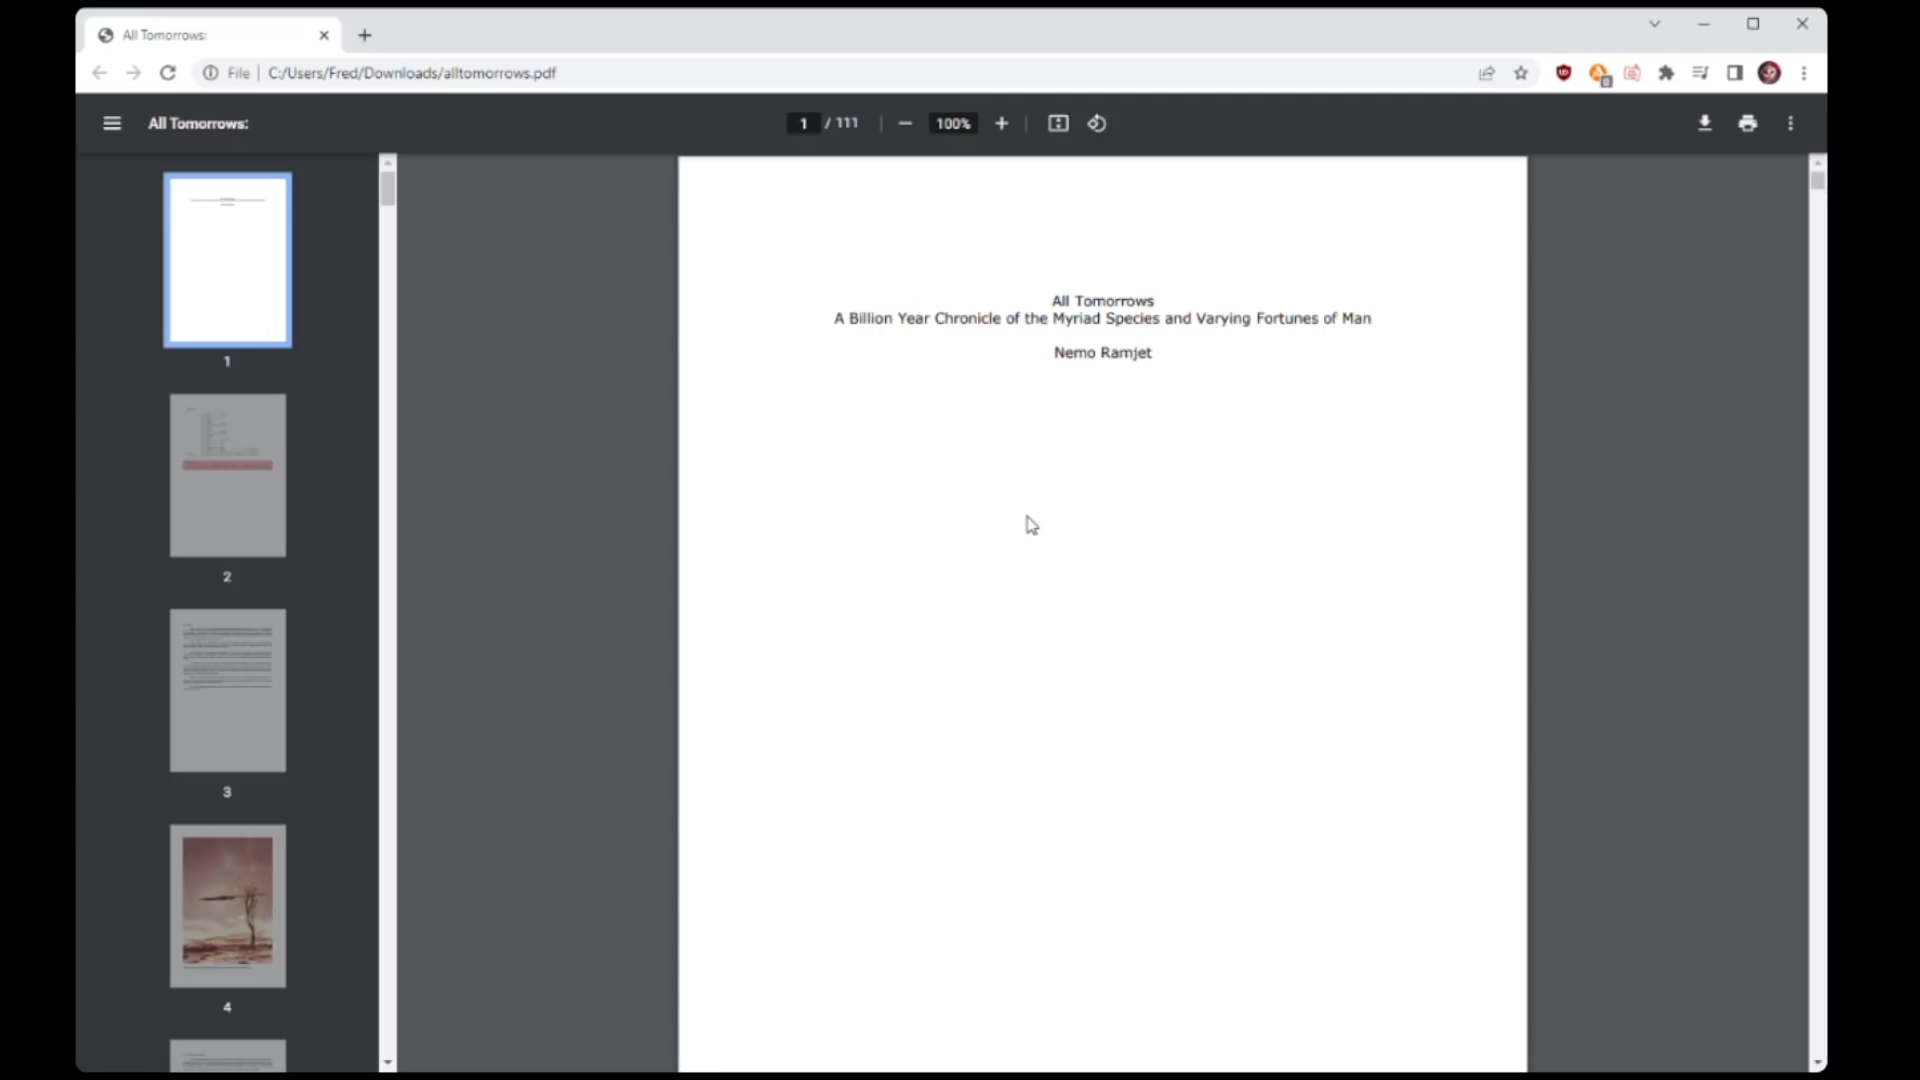 All Tomorrows:
File
C:/Users/Fred/Downloads/alltomorrows.pdf
All Tomorrows:
1 / 111
100%
All Tomorrows
A Billion Year Chronicle of the Myriad Species and Varying Fortunes of Man
Nemo Ramjet
1
2
3
4